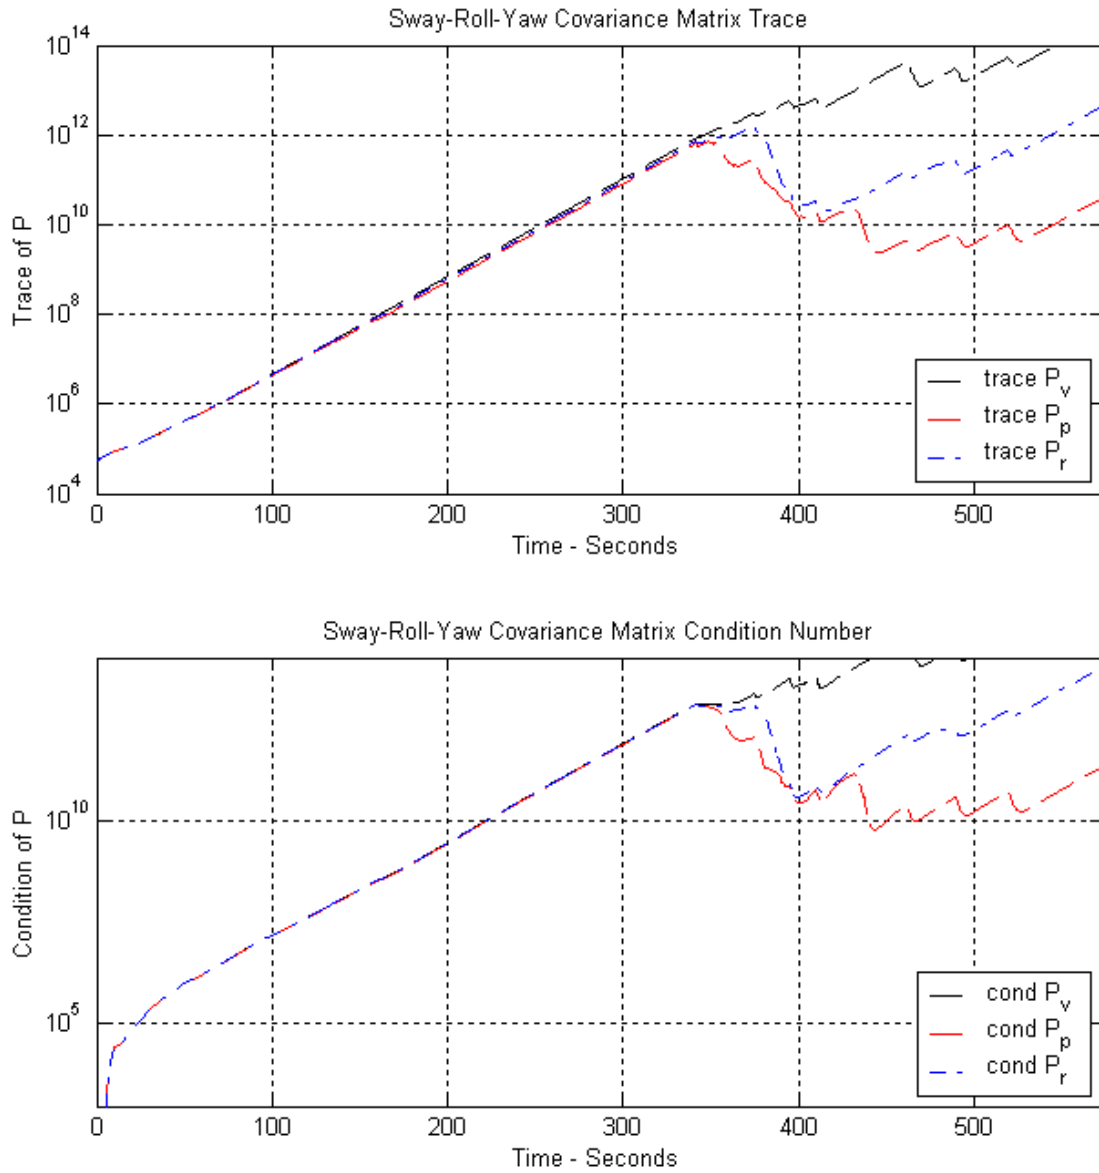 Sway-Roll-Yaw Covariance Matrix Trace
10^14
10^12
10^10
10^8
10^6
10^4
Trace of P
trace P_v
trace P_p
trace P_r
0 100 200 300 400 500
Time - Seconds
Sway-Roll-Yaw Covariance Matrix Condition Number
10^10
10^5
Condition of P
cond P_v
cond P_p
cond P_r
0 100 200 300 400 500
Time - Seconds